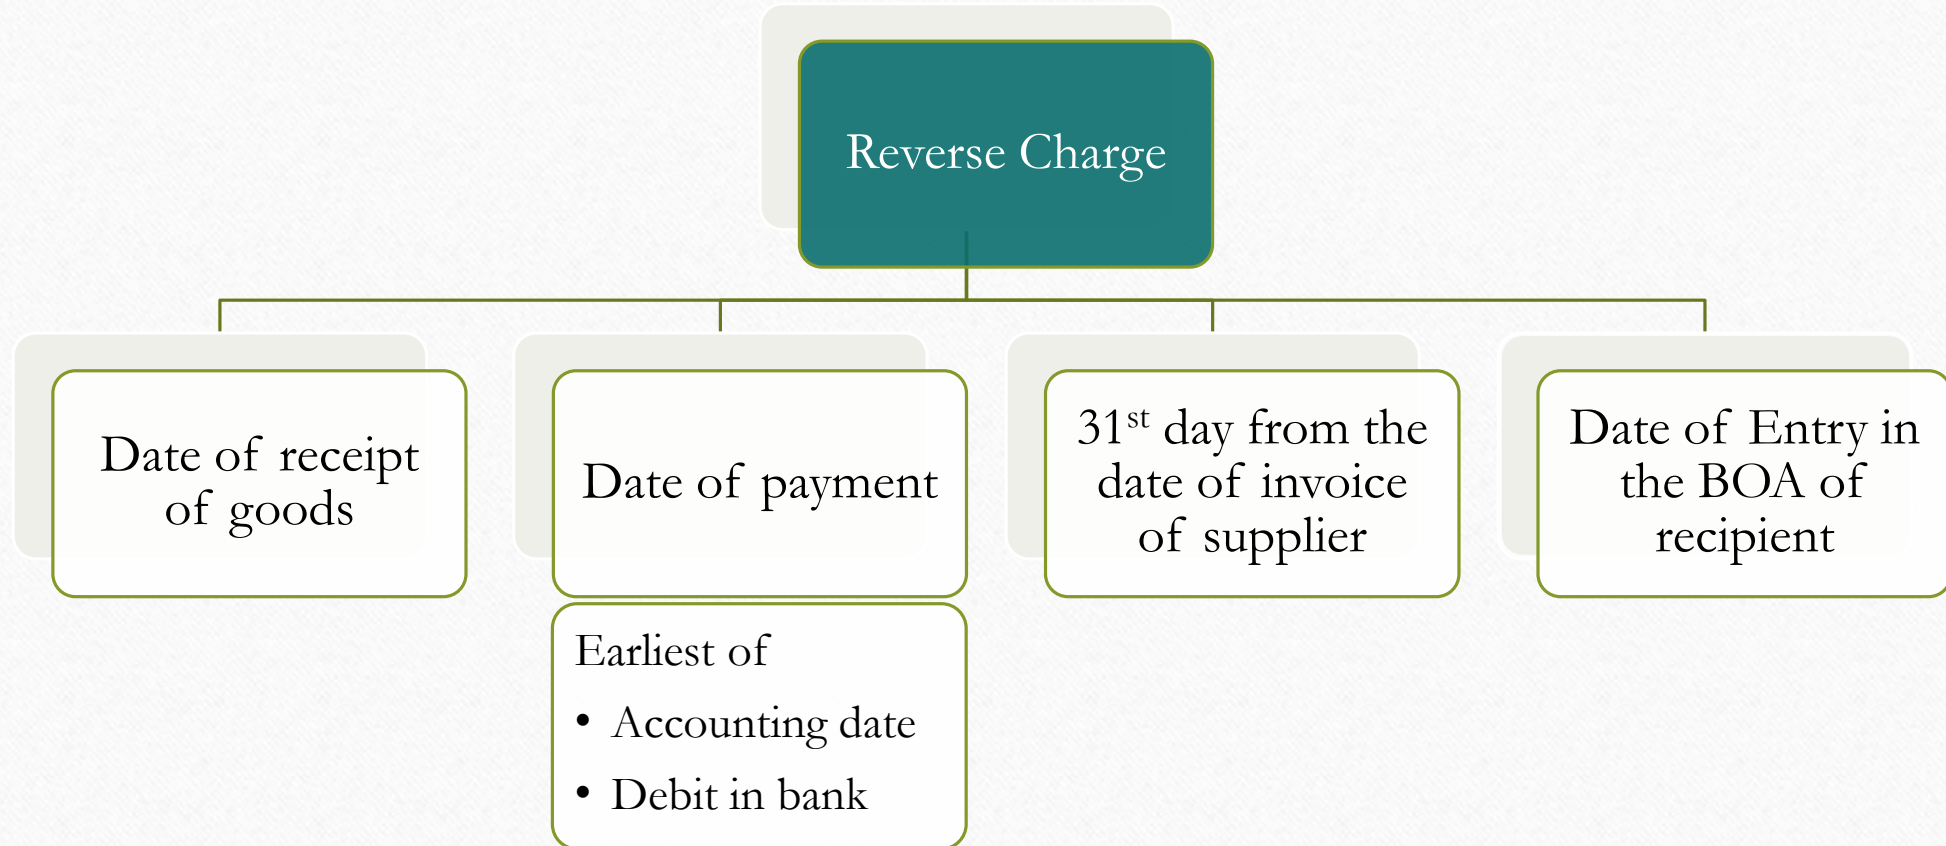 Reverse Charge
Date of receipt
of goods
Date of payment
Earliest of
• Accounting date
• Debit in bank
31st day from the
date of invoice
of supplier
Date of Entry in
the BOA of
recipient